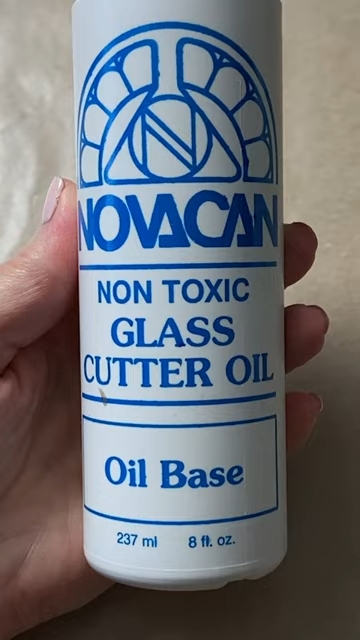 N
NOVACAN
NON TOXIC
GLASS
CUTTER OIL
Oil Base
237 ml 8 fl. oz.